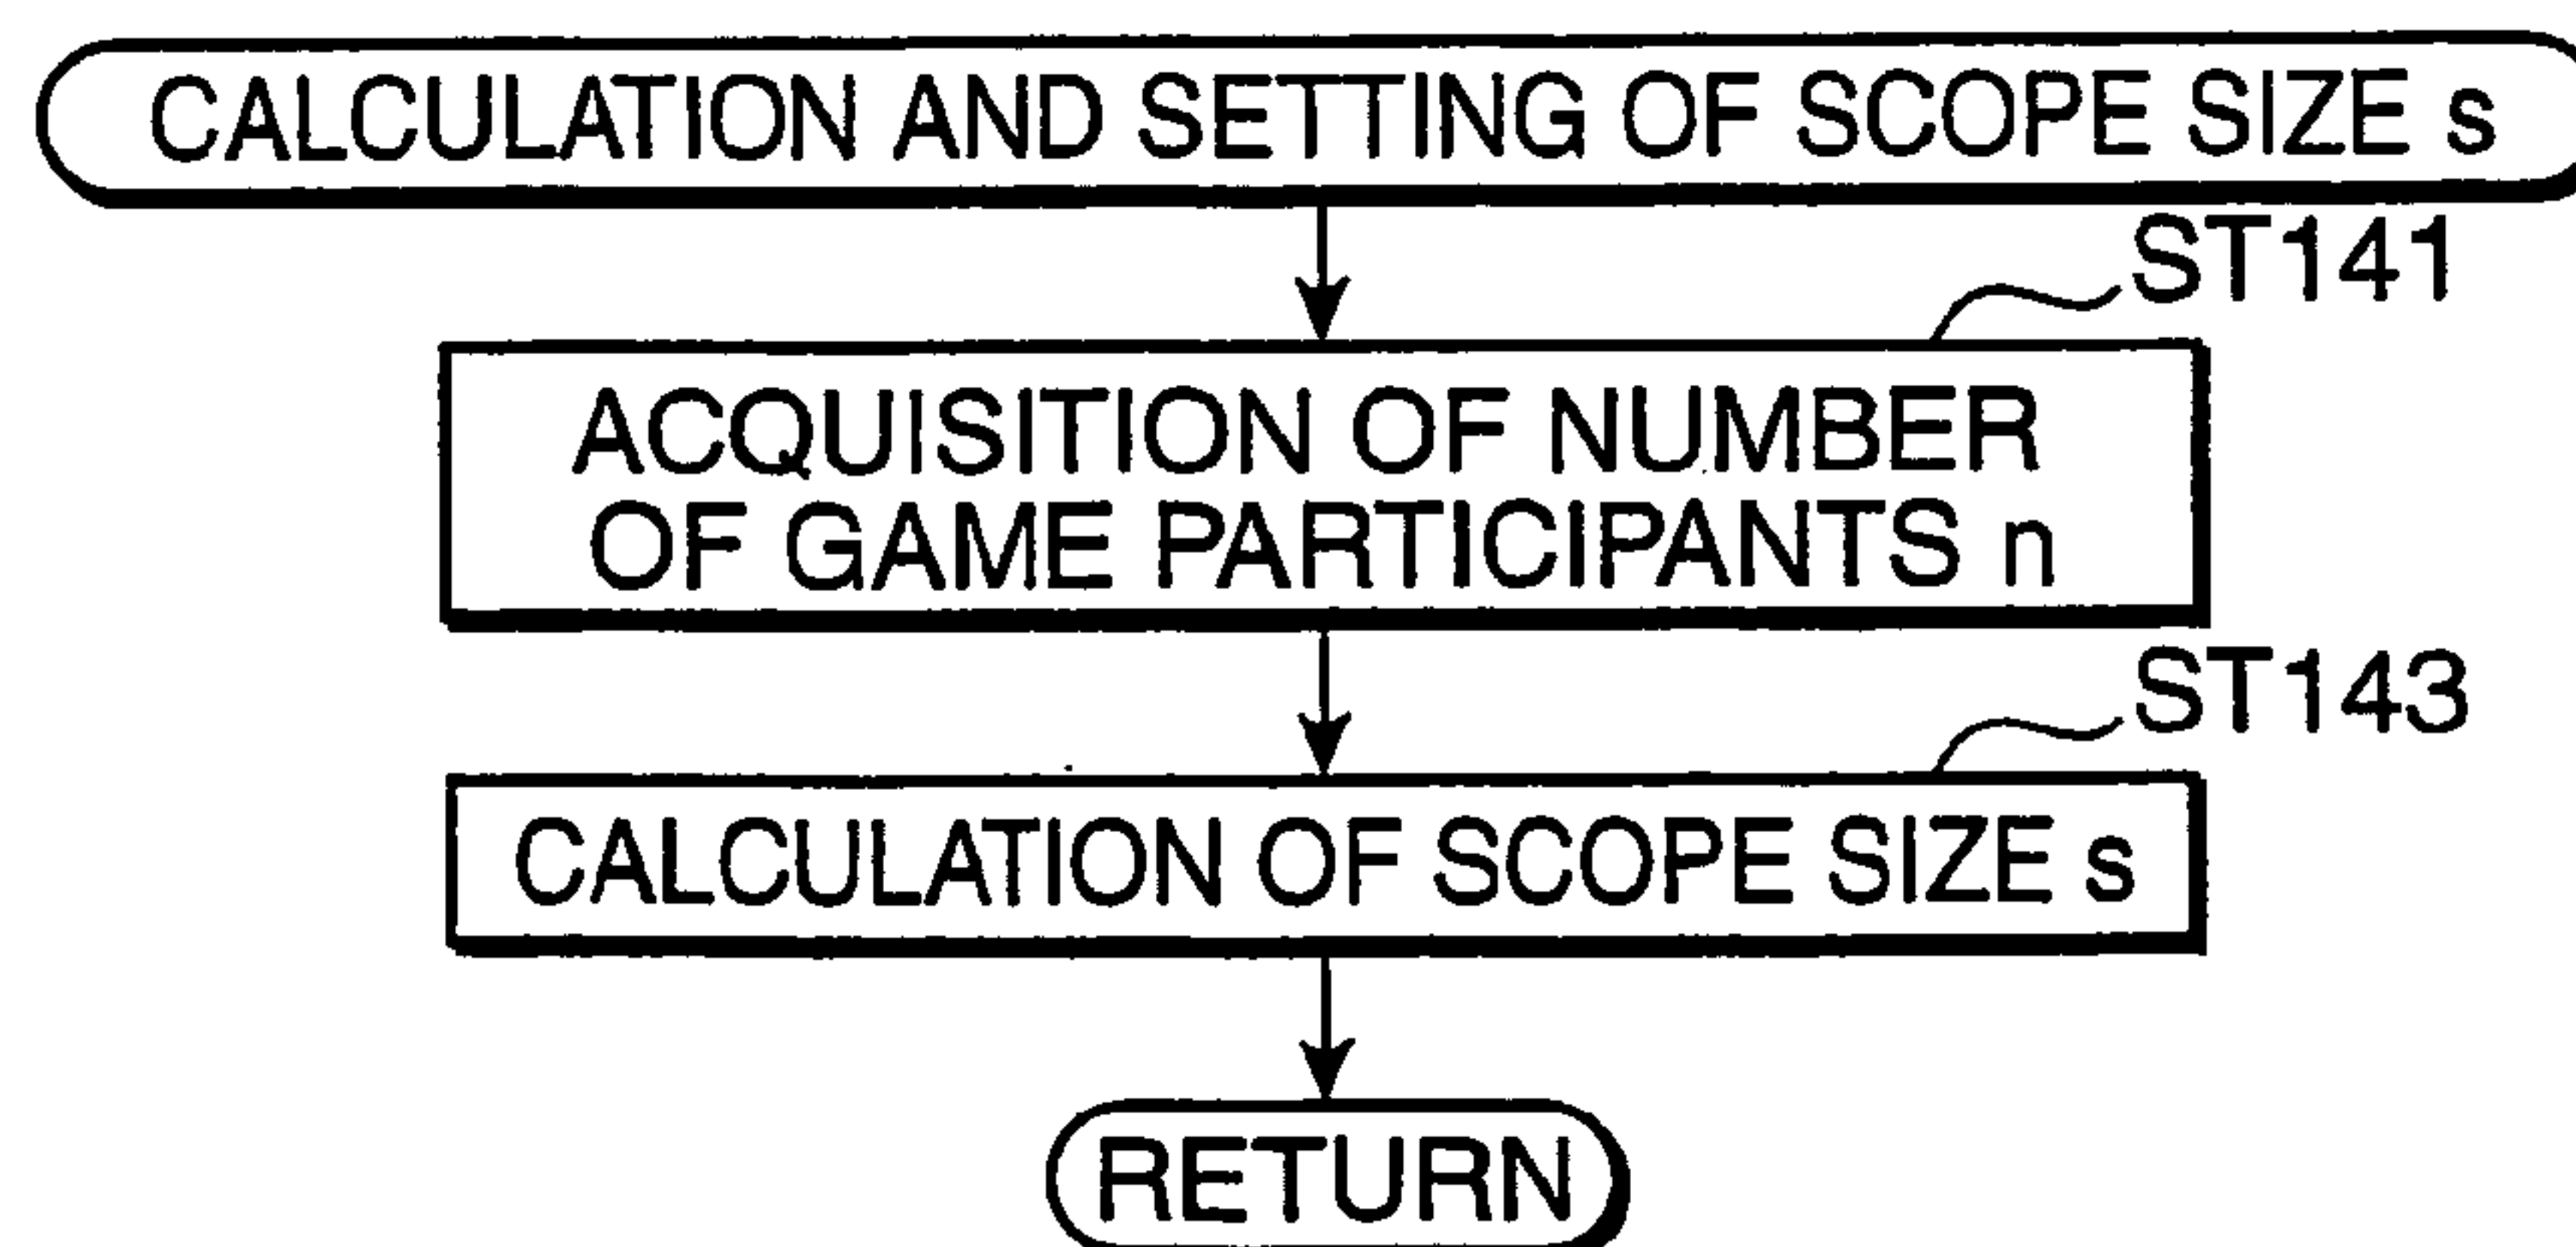 CALCULATION AND SETTING OF SCOPE SIZE s
ST141
ACQUISITION OF NUMBER
OF GAME PARTICIPANTS n
ST143
CALCULATION OF SCOPE SIZE s
RETURN